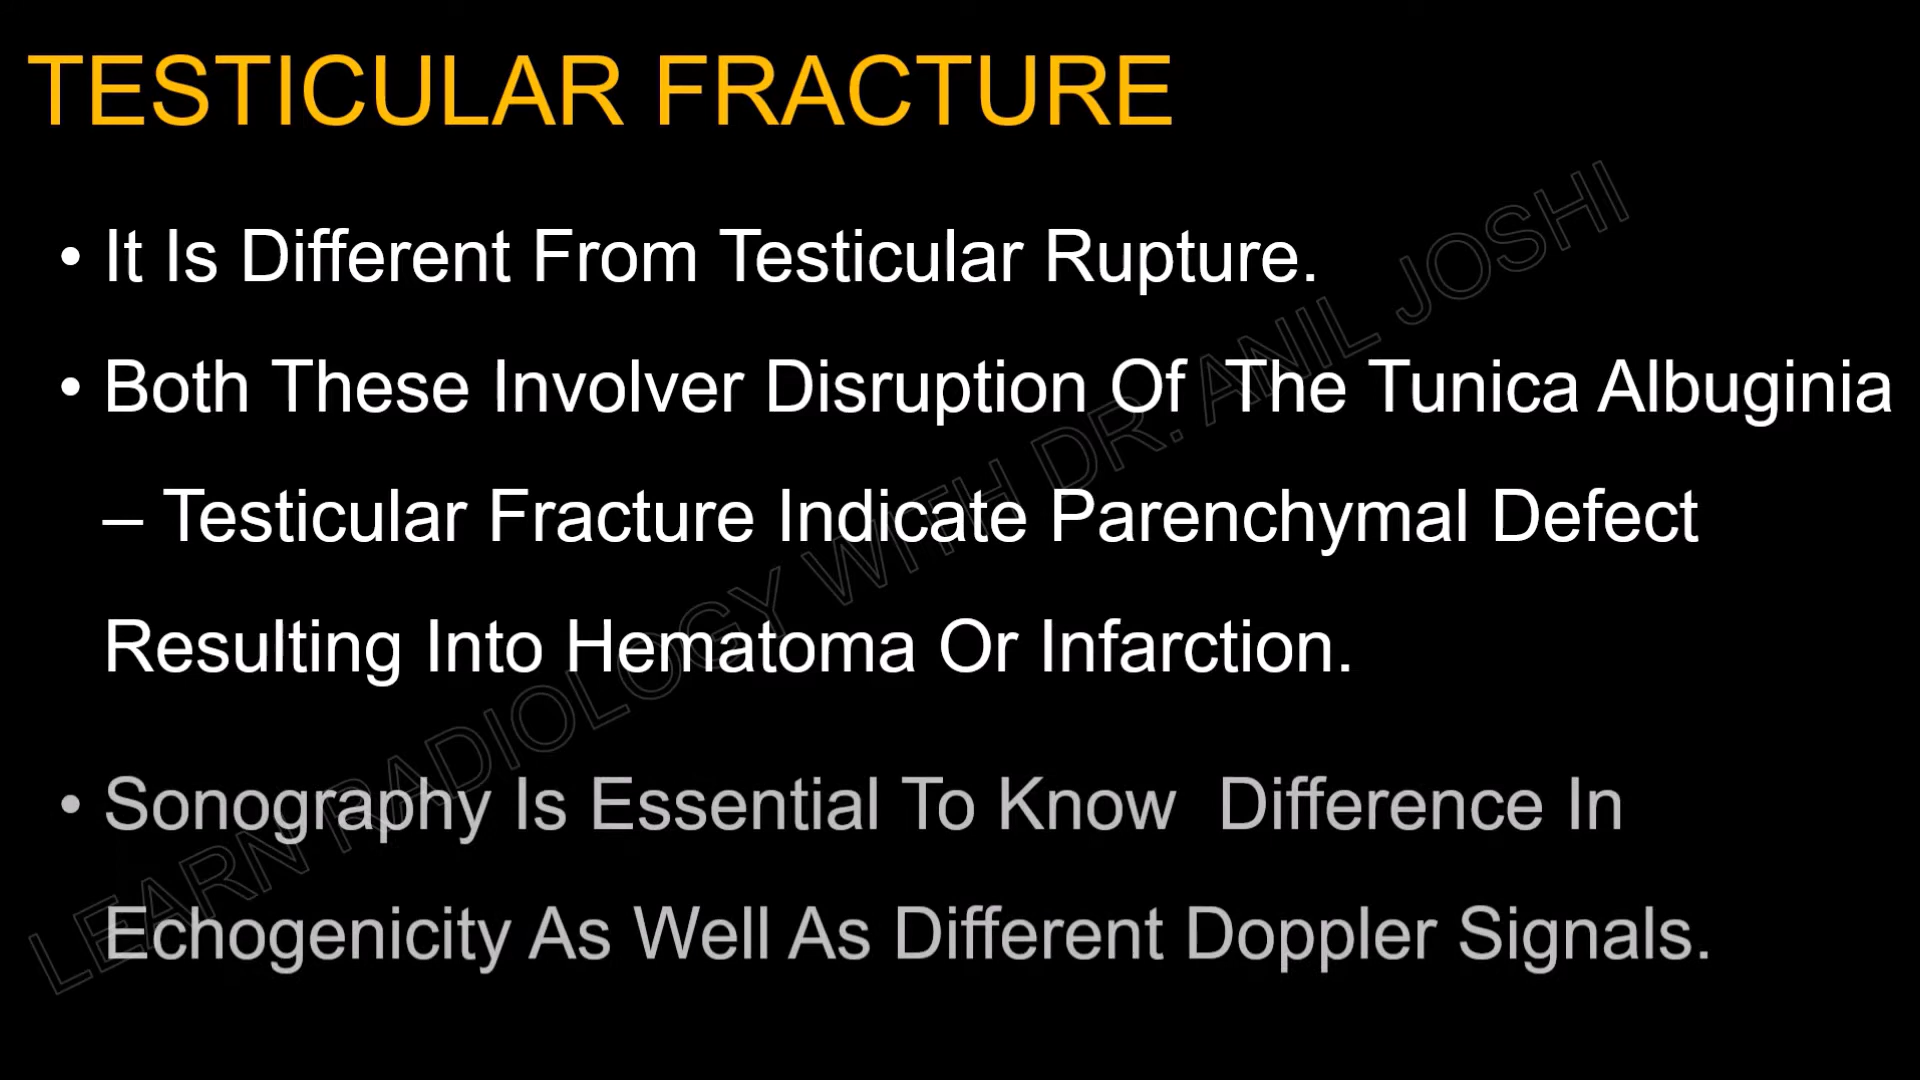 TESTICULAR FRACTURE
• It Is Different From Testicular Rupture.
• Both These Involver Disruption Of  The Tunica Albuginia
– Testicular Fracture Indicate Parenchymal Defect
Resulting Into Hematoma Or Infarction.
• Sonography Is Essential To Know  Difference In
Echogenicity As Well As Different Doppler Signals.
LEARN RADIOLOGY WITH DR. ANIL JOSHI